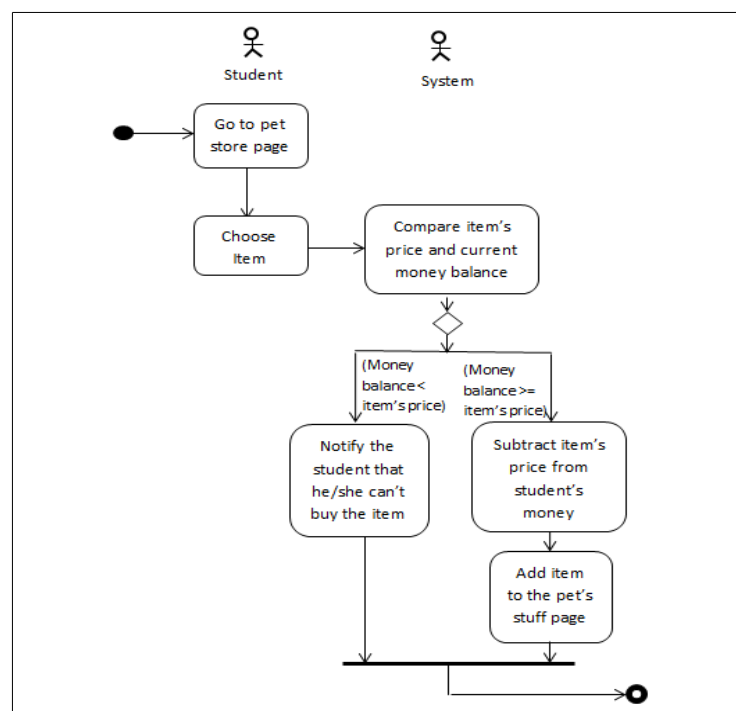 Student
System
Go to pet
store page
Choose
Item
Compare item's
price and current
money balance
(Money
balance<
item's price)
(Money
balance>=
item's price)
Notify the
student that
he/she can't
buy the item
Subtract item's
price from
student's
money
Add item
to the pet's
stuff page